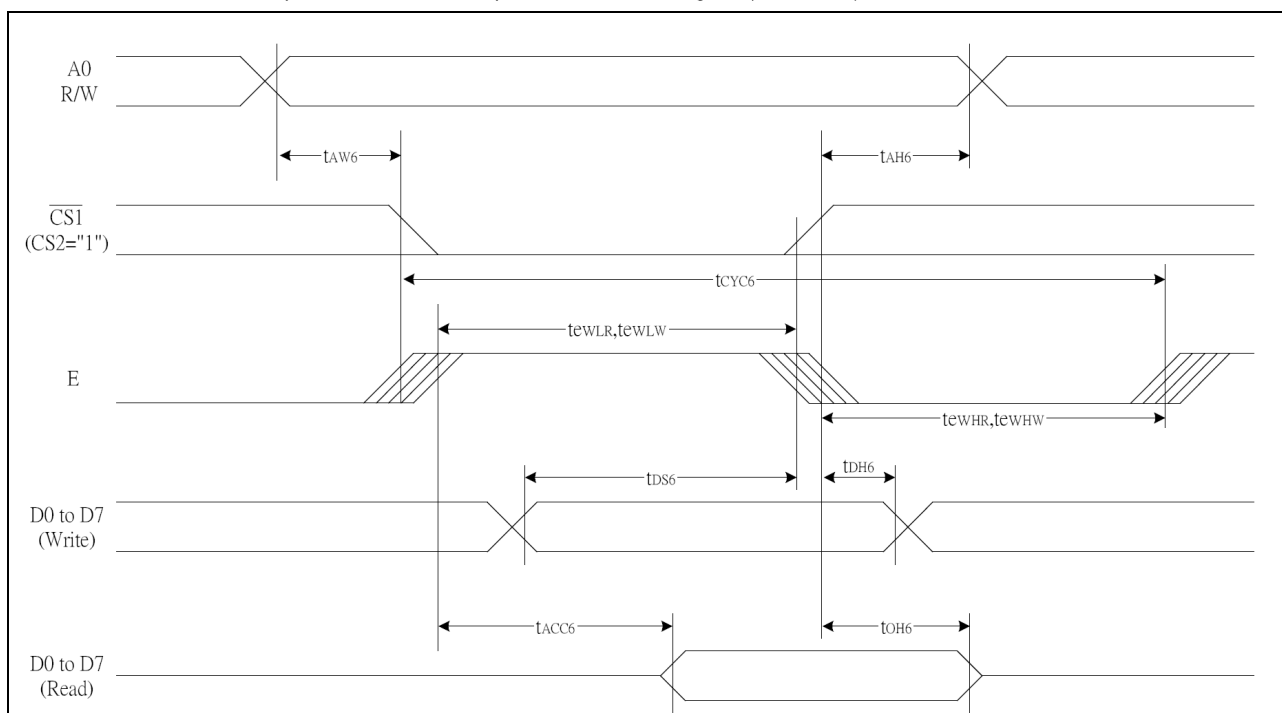 A0
R/W
tAW6
tAH6
CS1
(CS2="1")
tCYC6
tEWLR,tEWLW
E
tEWHR,tEWHW
tDS6
tDH6
D0 to D7
(Write)
tACC6
tOH6
D0 to D7
(Read)